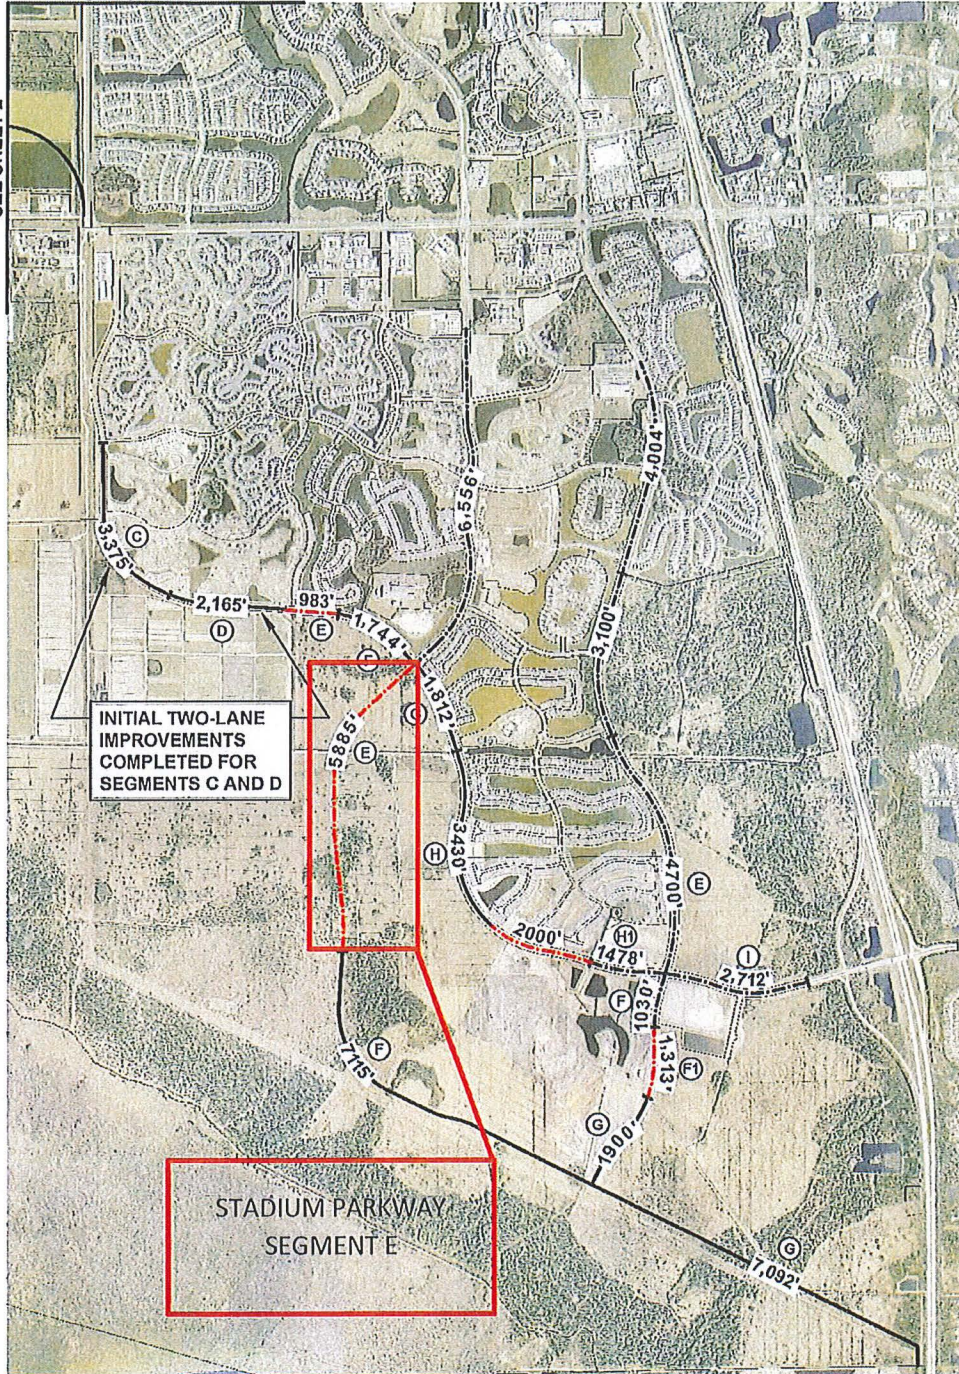 6,556'
4,004'
3,375'
C
2,165'
D
983'
E
1,744'
3,100'
1,812'
G
INITIAL TWO-LANE
IMPROVEMENTS
COMPLETED FOR
SEGMENTS C AND D
5885'
E
3430'
H
4700'
E
2000'
H1
1478'
I
2,712'
F
1030'
F
7115'
1,313'
F1
G
1900'
STADIUM PARKWAY
SEGMENT E
G
7,092'